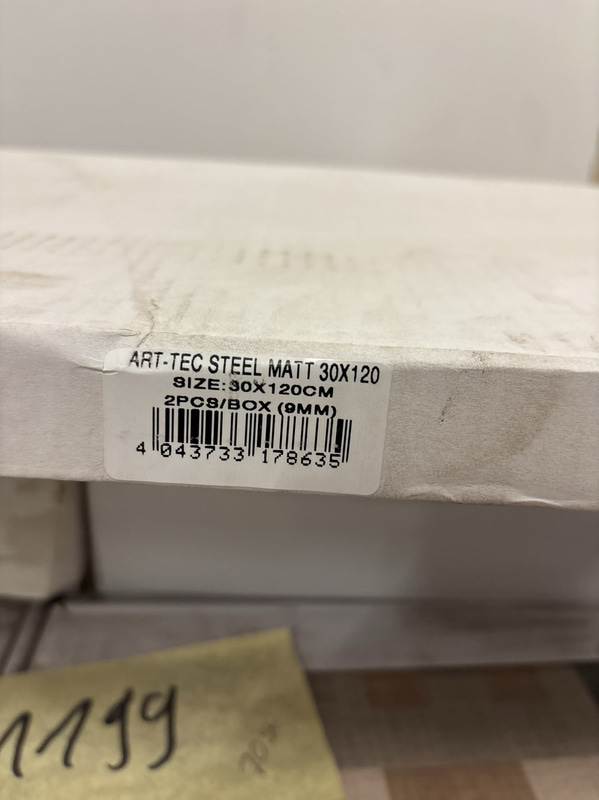 ART-TEC STEEL MATT 30X120
SIZE:30X120CM
2PCS/BOX (9MM)
4 043733 178635
1199